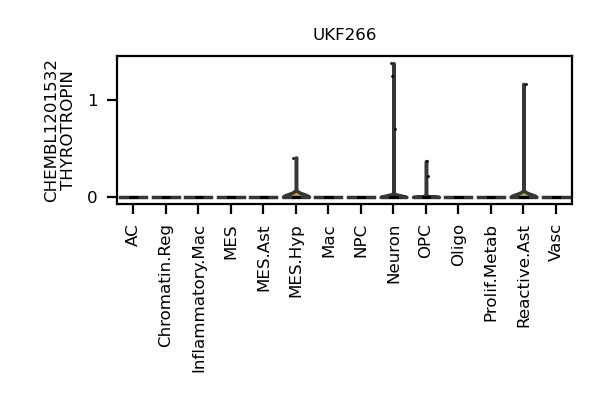 UKF266
CHEMBL1201532
THYROTROPIN
1
0
AC
Chromatin.Reg
Inflammatory.Mac
MES
MES.Ast
MES.Hyp
Mac
NPC
Neuron
OPC
Oligo
Prolif.Metab
Reactive.Ast
Vasc